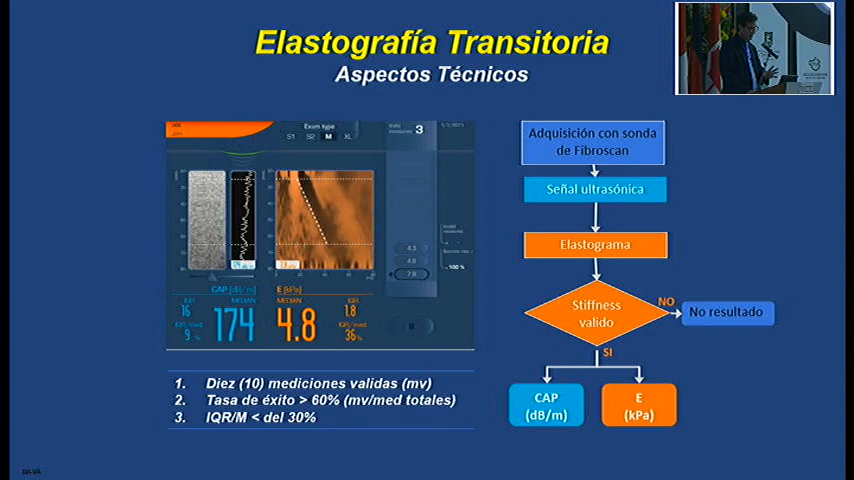 Elastografía Transitoria
Aspectos Técnicos
Exam type
S1 S2 M XL
3
CAP [dB/m]
E [kPa]
IQR
MEDIAN
MEDIAN
IQR
16
174
4.8
1.8
IQR/med
9 %
IQR/med
36%
4.3
4.8
7.8
100 %
Adquisición con sonda
de Fibroscan
Señal ultrasónica
Elastograma
Stiffness
valido
NO
No resultado
SI
CAP
(dB/m)
E
(kPa)
1. Diez (10) mediciones validas (mv)
2. Tasa de éxito > 60% (mv/med totales)
3. IQR/M < del 30%